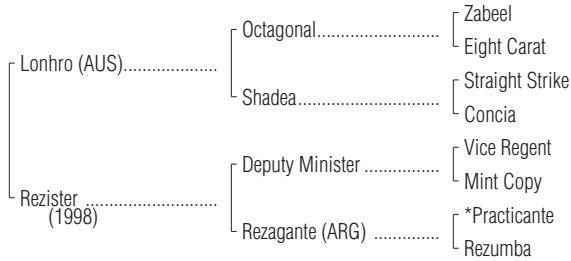 Zabeel
Octagonal
Eight Carat
Lonhro (AUS)
Straight Strike
Shadea
Concia
Vice Regent
Deputy Minister
Mint Copy
Rezister
(1998)
*Practicante
Rezagante (ARG)
Rezumba